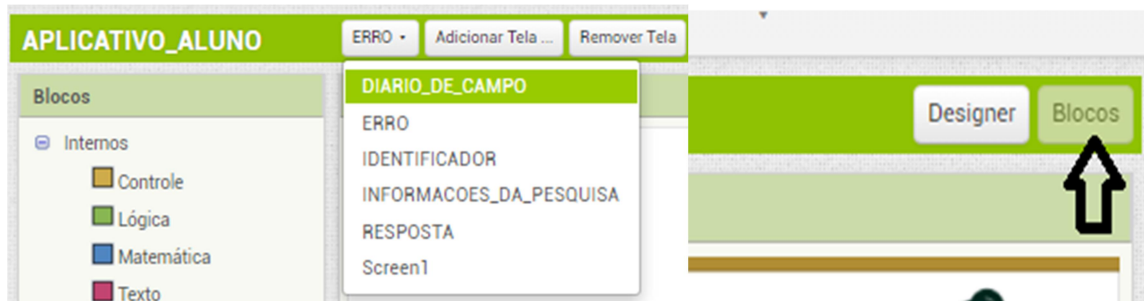 APLICATIVO_ALUNO
ERRO
Adicionar Tela ...
Remover Tela
Blocos
Internos
Controle
Lógica
Matemática
Texto
DIARIO_DE_CAMPO
ERRO
IDENTIFICADOR
INFORMACOES_DA_PESQUISA
RESPOSTA
Screen1
Designer
Blocos